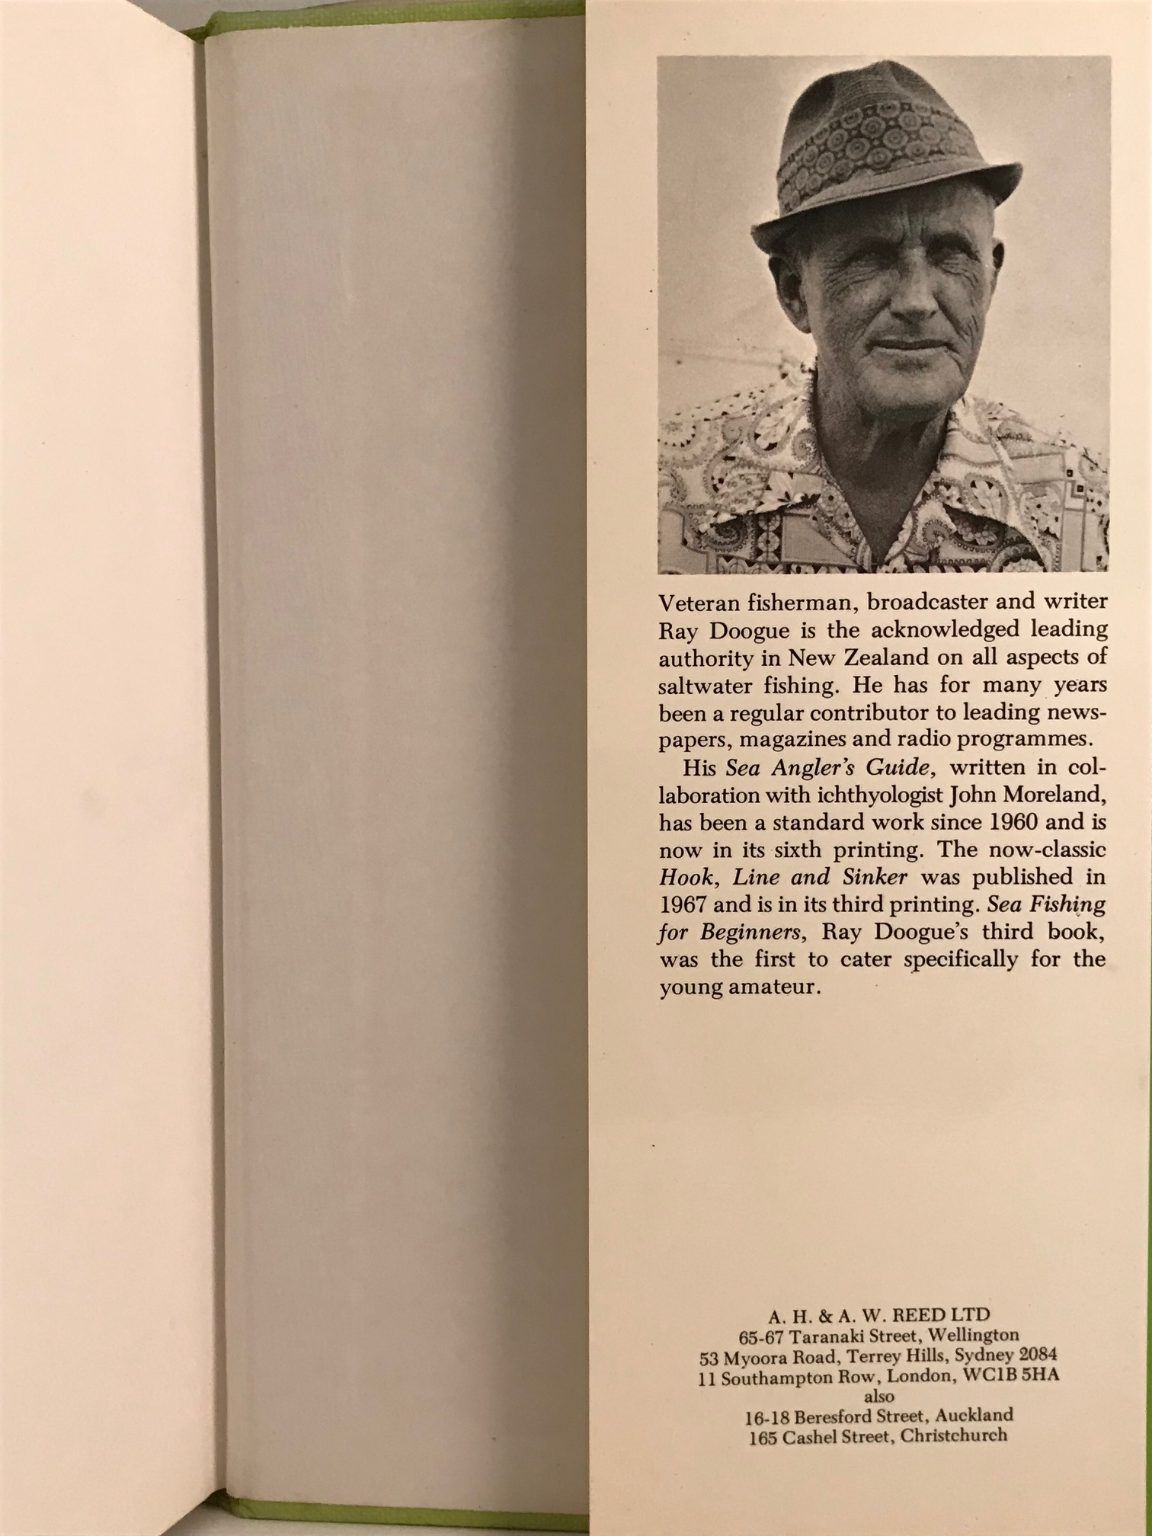 Veteran fisherman, broadcaster and writer
Ray Doogue is the acknowledged leading
authority in New Zealand on all aspects of
saltwater fishing. He has for many years
been a regular contributor to leading news-
papers, magazines and radio programmes.
His Sea Angler's Guide, written in col-
laboration with ichthyologist John Moreland,
has been a standard work since 1960 and is
now in its sixth printing. The now-classic
Hook, Line and Sinker was published in
1967 and is in its third printing. Sea Fishing
for Beginners, Ray Doogue's third book,
was the first to cater specifically for the
young amateur.
A. H. & A. W. REED LTD
65-67 Taranaki Street, Wellington
53 Myoora Road, Terrey Hills, Sydney 2084
11 Southampton Row, London, WC1B 5HA
also
16-18 Beresford Street, Auckland
165 Cashel Street, Christchurch